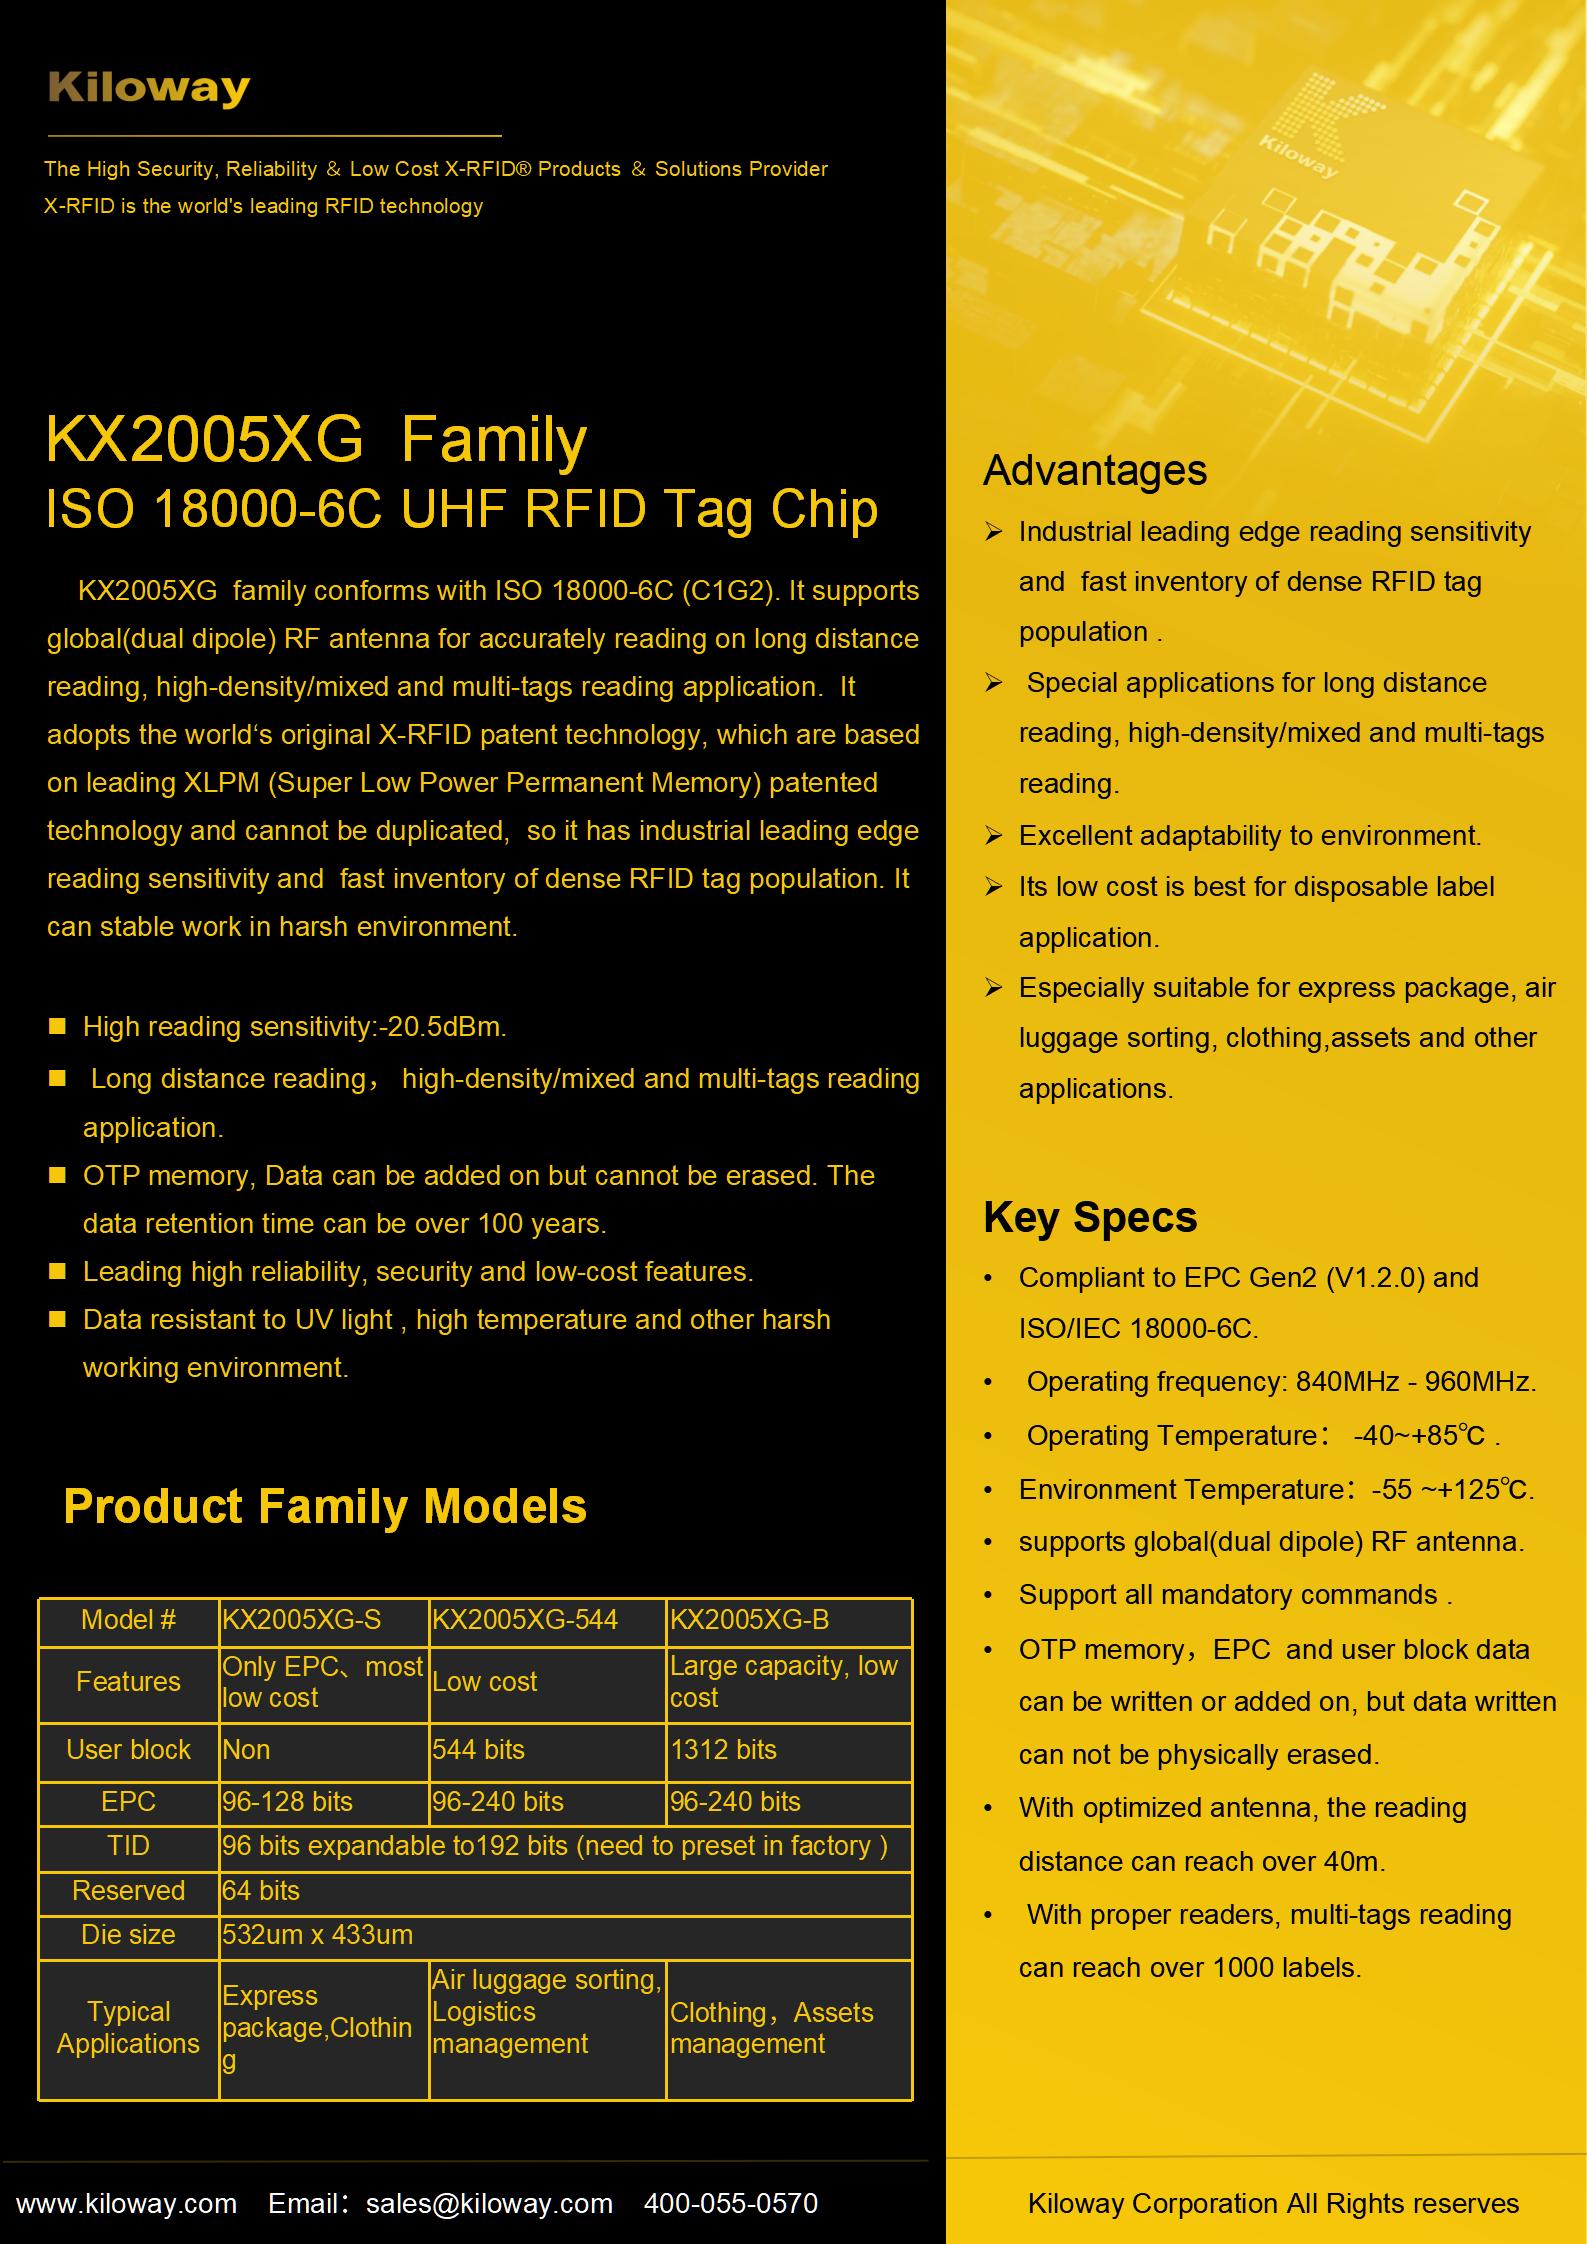 Kiloway
The High Security, Reliability ＆ Low Cost X-RFID® Products ＆ Solutions Provider
X-RFID is the world's leading RFID technology
KX2005XG  Family
ISO 18000-6C UHF RFID Tag Chip
KX2005XG  family conforms with ISO 18000-6C (C1G2). It supports
global(dual dipole) RF antenna for accurately reading on long distance
reading, high-density/mixed and multi-tags reading application.  It
adopts the world‘s original X-RFID patent technology, which are based
on leading XLPM (Super Low Power Permanent Memory) patented
technology and cannot be duplicated,  so it has industrial leading edge
reading sensitivity and  fast inventory of dense RFID tag population. It
can stable work in harsh environment.
■ High reading sensitivity:-20.5dBm.
■ Long distance reading， high-density/mixed and multi-tags reading
application.
■ OTP memory, Data can be added on but cannot be erased. The
data retention time can be over 100 years.
■ Leading high reliability, security and low-cost features.
■ Data resistant to UV light , high temperature and other harsh
working environment.
Product Family Models
Model # KX2005XG-S KX2005XG-544 KX2005XG-B
Features Only EPC、most low cost Low cost Large capacity, low cost
User block Non 544 bits 1312 bits
EPC 96-128 bits 96-240 bits 96-240 bits
TID 96 bits expandable to192 bits (need to preset in factory )
Reserved 64 bits
Die size 532um x 433um
Typical Applications Express package,Clothing Air luggage sorting, Logistics management Clothing，Assets management
www.kiloway.com Email：sales@kiloway.com 400-055-0570
Kiloway
Advantages
➢ Industrial leading edge reading sensitivity
and  fast inventory of dense RFID tag
population .
➢ Special applications for long distance
reading, high-density/mixed and multi-tags
reading.
➢ Excellent adaptability to environment.
➢ Its low cost is best for disposable label
application.
➢ Especially suitable for express package, air
luggage sorting, clothing,assets and other
applications.
Key Specs
• Compliant to EPC Gen2 (V1.2.0) and
ISO/IEC 18000-6C.
• Operating frequency: 840MHz - 960MHz.
• Operating Temperature： -40~+85℃ .
• Environment Temperature：-55 ~+125℃.
• supports global(dual dipole) RF antenna.
• Support all mandatory commands .
• OTP memory，EPC  and user block data
can be written or added on, but data written
can not be physically erased.
• With optimized antenna, the reading
distance can reach over 40m.
• With proper readers, multi-tags reading
can reach over 1000 labels.
Kiloway Corporation All Rights reserves